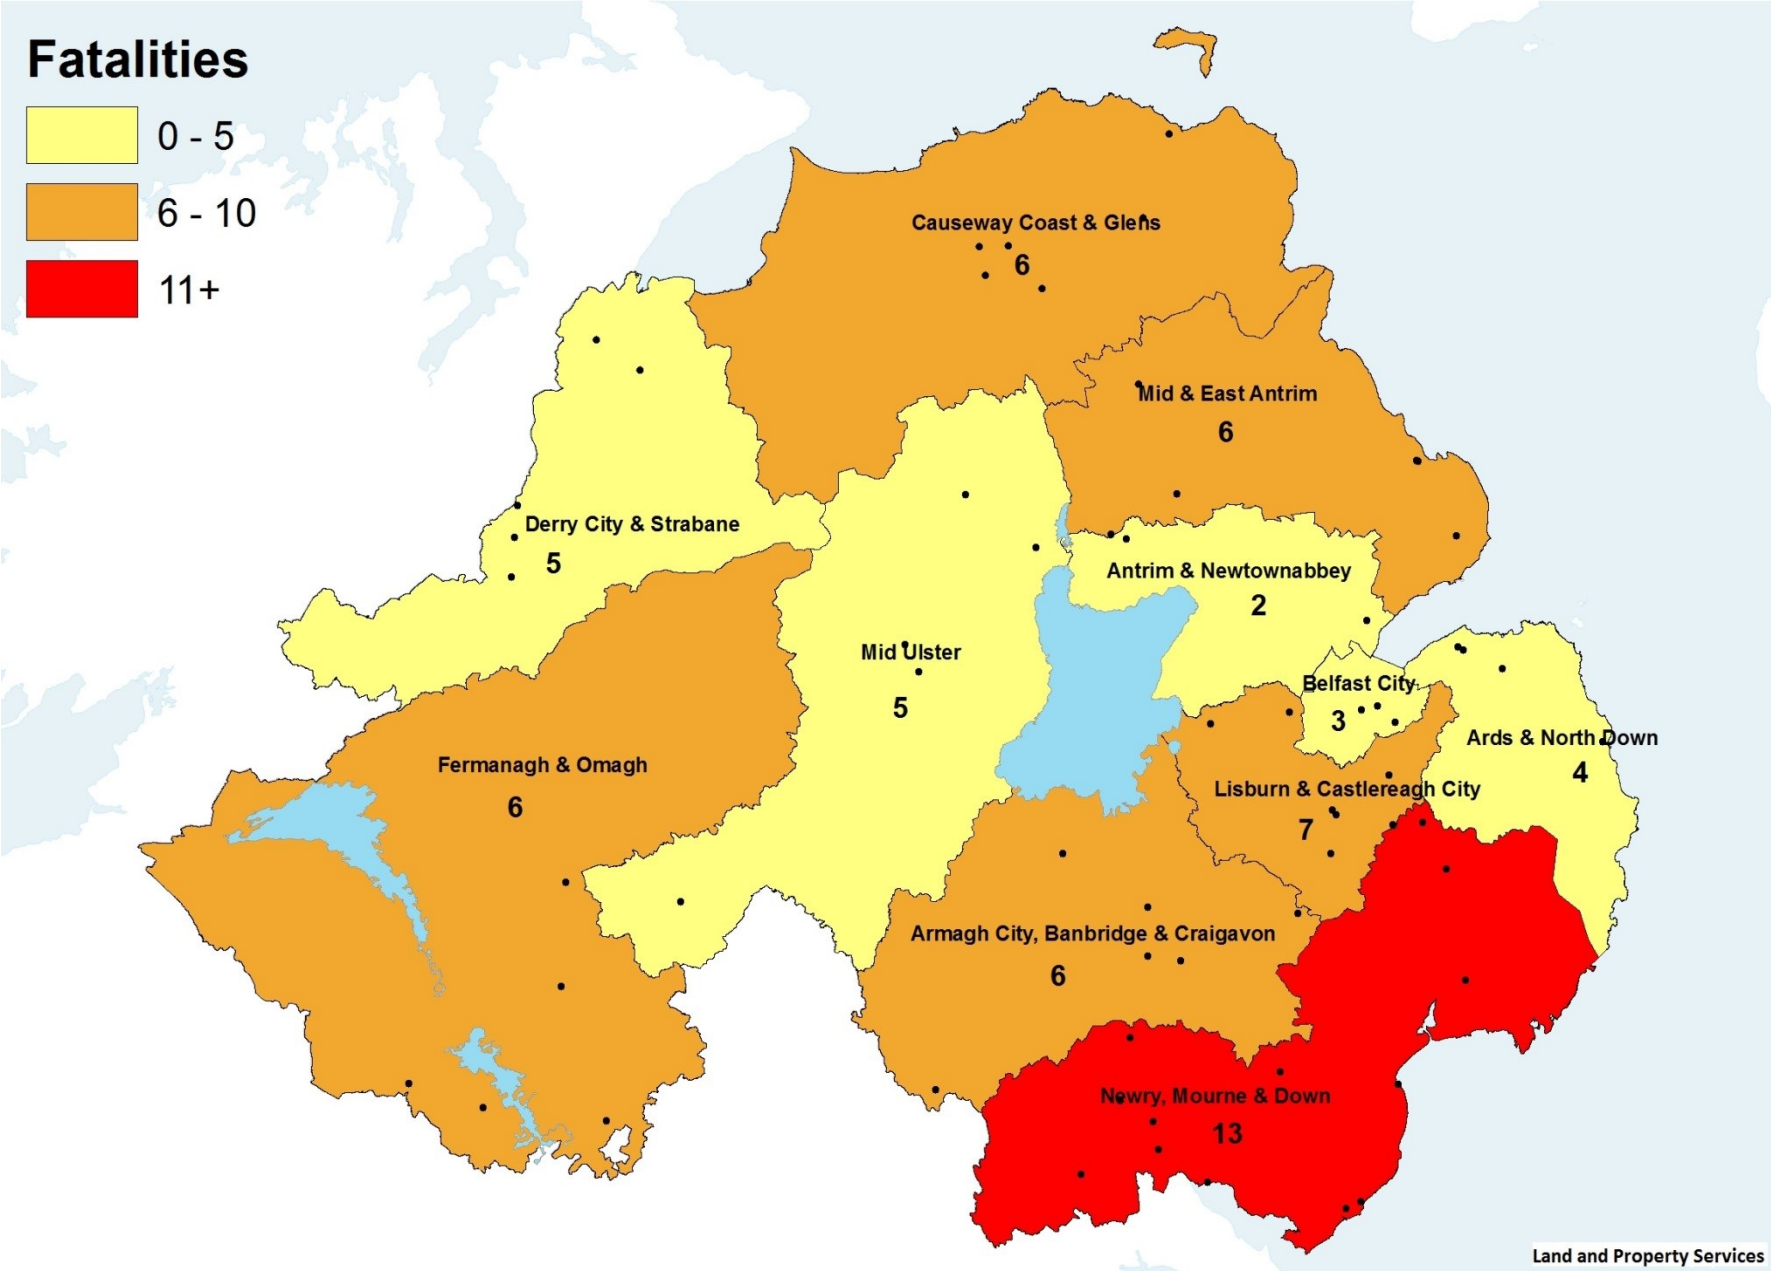 Fatalities
0 - 5
6 - 10
11+
Causeway Coast & Glens
6
Mid & East Antrim
6
Derry City & Strabane
5
Antrim & Newtownabbey
2
Mid Ulster
5
Belfast City
3
Ards & North Down
4
Fermanagh & Omagh
6
Lisburn & Castlereagh City
7
Armagh City, Banbridge & Craigavon
6
Newry, Mourne & Down
13
Land and Property Services